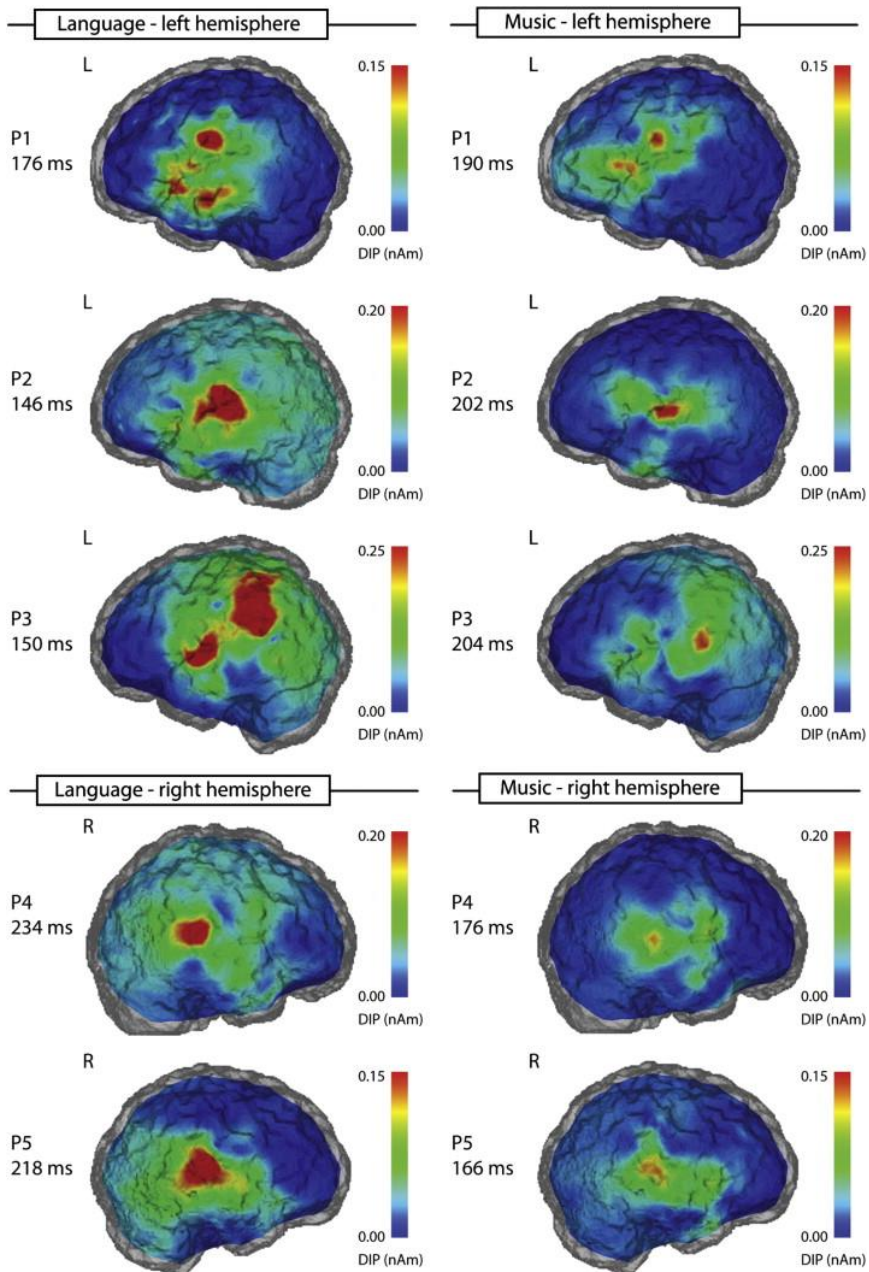 Language - left hemisphere
Music - left hemisphere
L
0.15
P1
176 ms
0.00
DIP (nAm)
L
0.15
P1
190 ms
0.00
DIP (nAm)
L
0.20
P2
146 ms
0.00
DIP (nAm)
L
0.20
P2
202 ms
0.00
DIP (nAm)
L
0.25
P3
150 ms
0.00
DIP (nAm)
L
0.25
P3
204 ms
0.00
DIP (nAm)
Language - right hemisphere
Music - right hemisphere
R
0.20
P4
234 ms
0.00
DIP (nAm)
R
0.20
P4
176 ms
0.00
DIP (nAm)
R
0.15
P5
218 ms
0.00
DIP (nAm)
R
0.15
P5
166 ms
0.00
DIP (nAm)